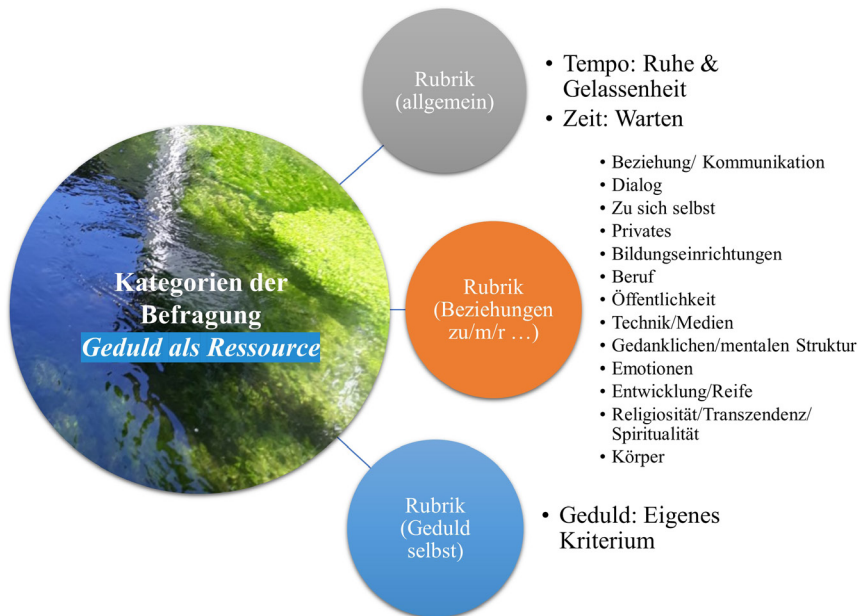 Kategorien der
Befragung
Geduld als Ressource
Rubrik
(allgemein)
• Tempo: Ruhe &
Gelassenheit
• Zeit: Warten
Rubrik
(Beziehungen
zu/m/r …)
• Beziehung/ Kommunikation
• Dialog
• Zu sich selbst
• Privates
• Bildungseinrichtungen
• Beruf
• Öffentlichkeit
• Technik/Medien
• Gedanklichen/mentalen Struktur
• Emotionen
• Entwicklung/Reife
• Religiosität/Transzendenz/
Spiritualität
• Körper
Rubrik
(Geduld
selbst)
• Geduld: Eigenes
Kriterium